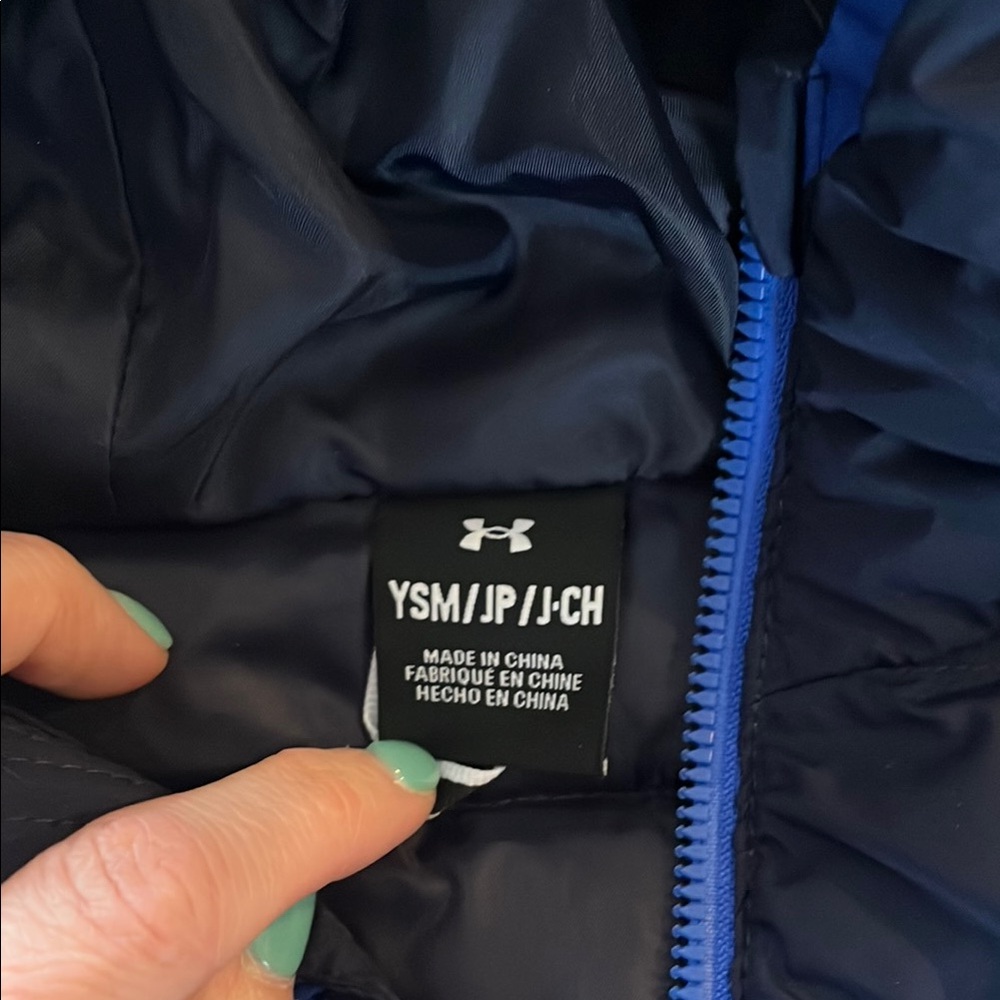 YSM/JP/J·CH
MADE IN CHINA
FABRIQUÉ EN CHINE
HECHO EN CHINA